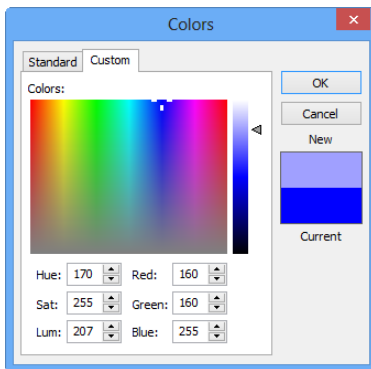 Colors
Standard Custom
Colors:
OK
Cancel
New
Current
Hue: 170 Red: 160
Sat: 255 Green: 160
Lum: 207 Blue: 255